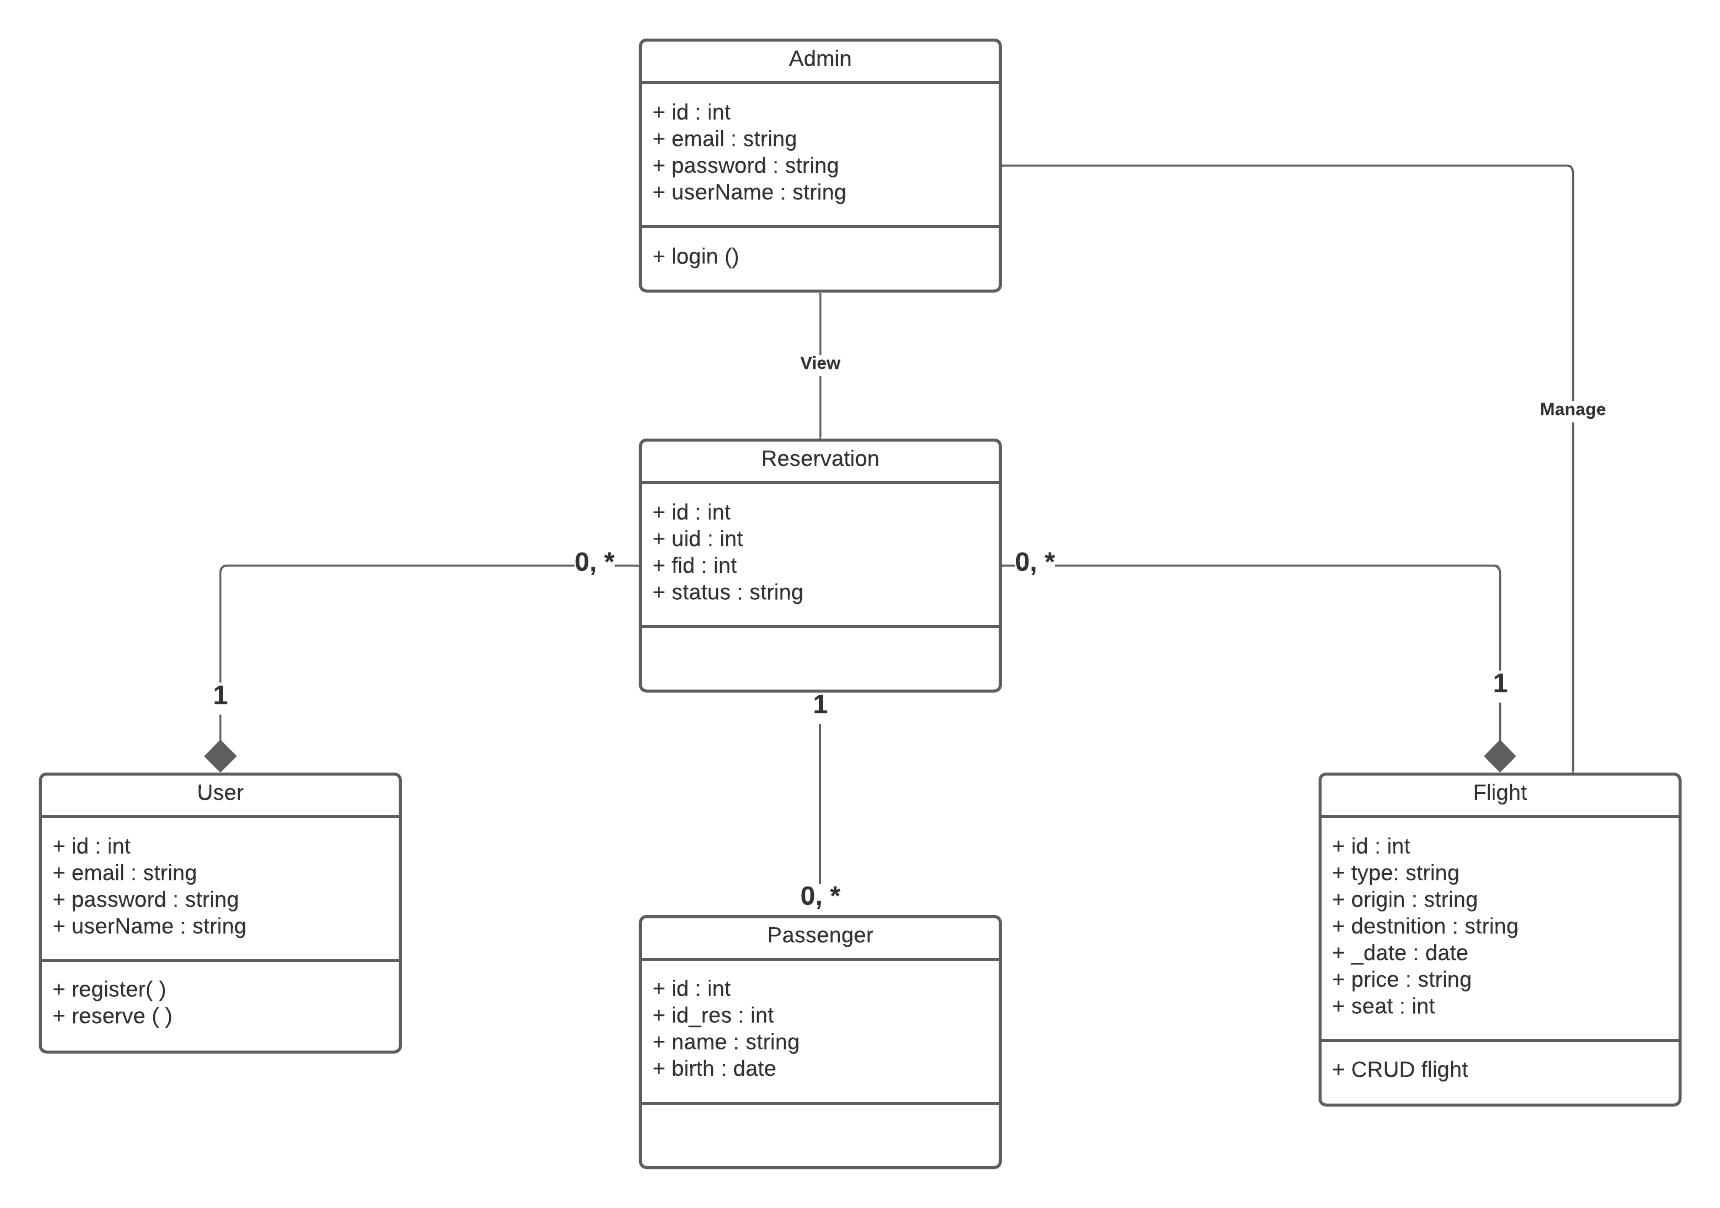 Admin
+ id : int
+ email : string
+ password : string
+ userName : string
+ login ()
View
Manage
Reservation
+ id : int
+ uid : int
+ fid : int
+ status : string
0, *
0, *
1
1
1
0, *
User
+ id : int
+ email : string
+ password : string
+ userName : string
+ register( )
+ reserve ( )
Passenger
+ id : int
+ id_res : int
+ name : string
+ birth : date
Flight
+ id : int
+ type: string
+ origin : string
+ destnition : string
+ _date : date
+ price : string
+ seat : int
+ CRUD flight